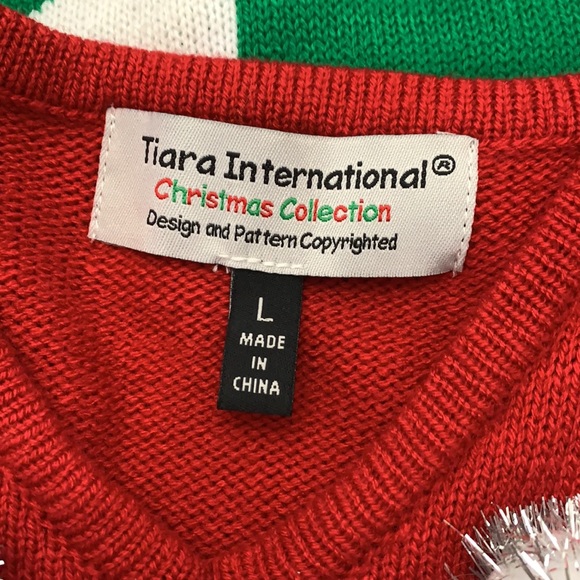 Tiara International®
Christmas Collection
Design and Pattern Copyrighted
L
MADE
IN
CHINA